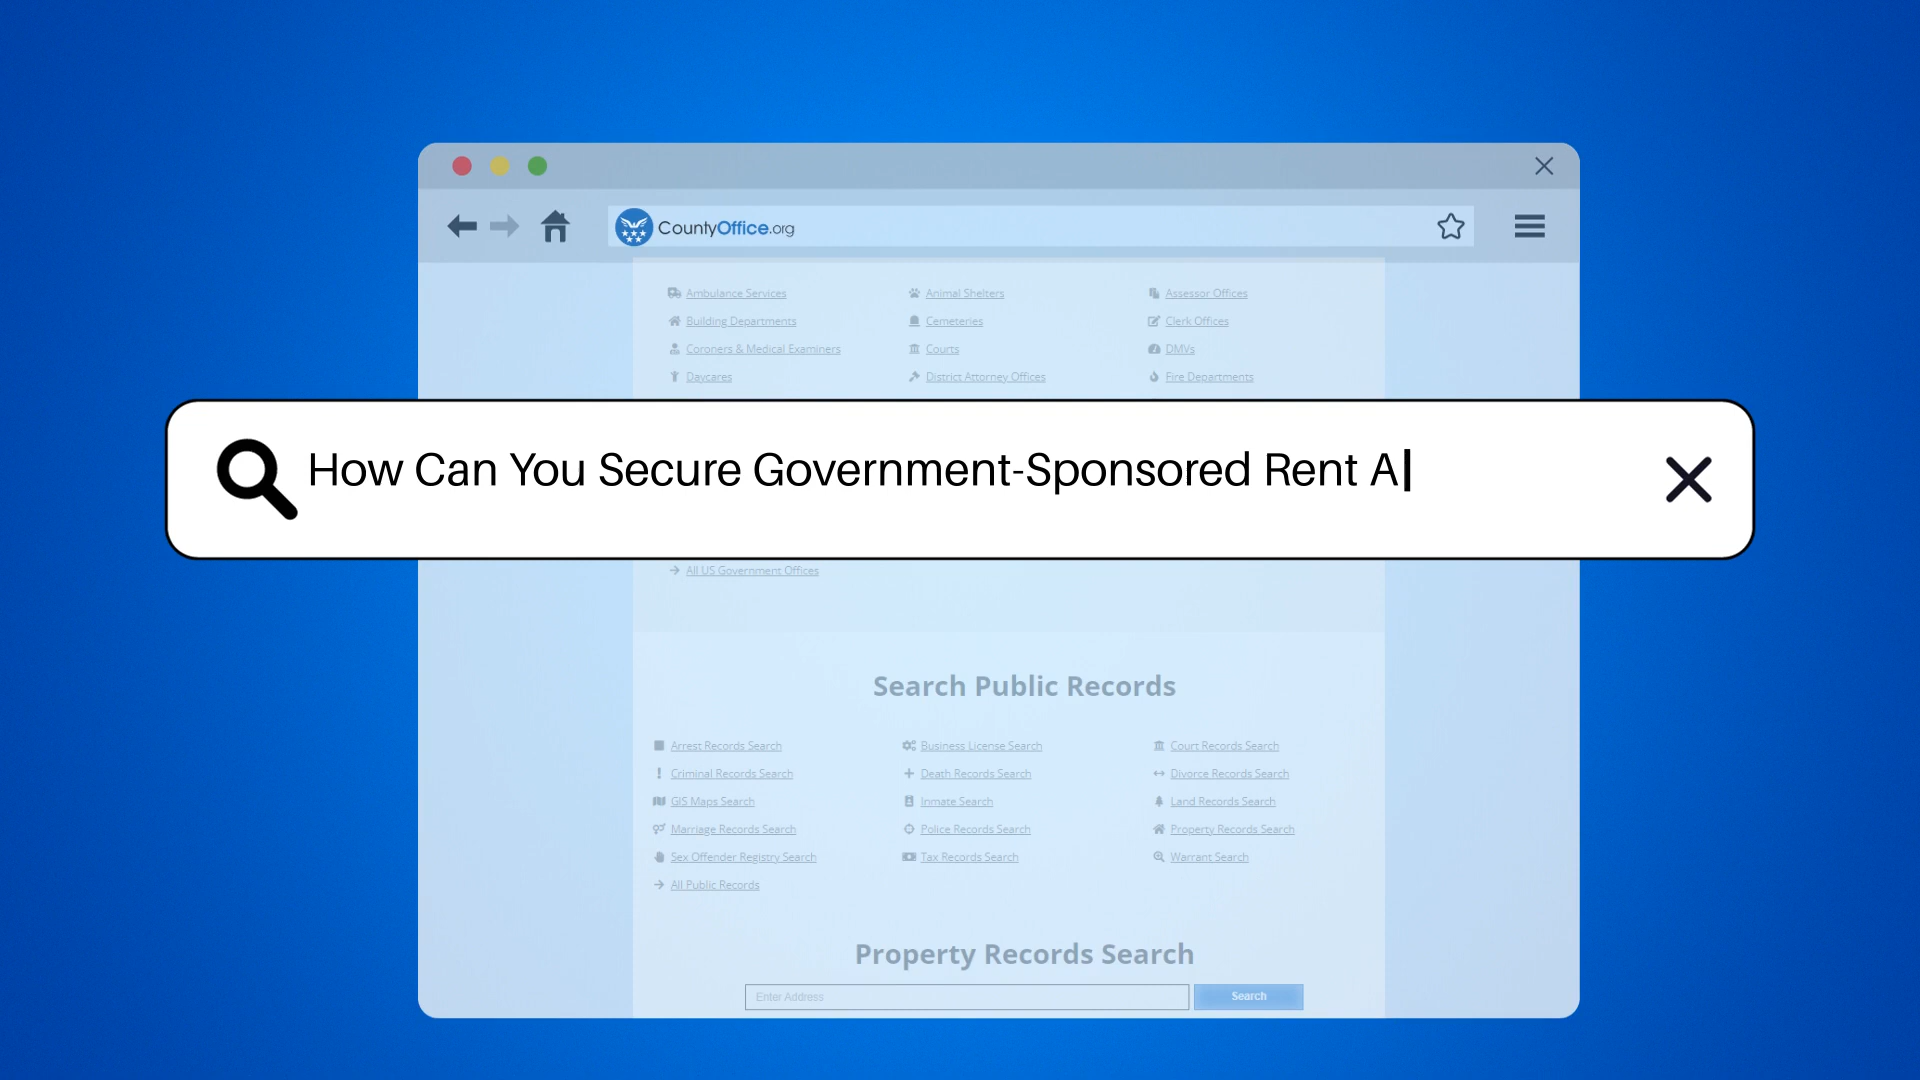 CountyOffice.org
Ambulance Services Animal Shelters Assessor Offices
Building Departments Cemeteries Clerk Offices
Coroners & Medical Examiners Courts DMVs
Daycares District Attorney Offices Fire Departments
How Can You Secure Government-Sponsored Rent A
All US Government Offices
Search Public Records
Arrest Records Search Business License Search Court Records Search
Criminal Records Search Death Records Search Divorce Records Search
GIS Maps Search Inmate Search Land Records Search
Marriage Records Search Police Records Search Property Records Search
Sex Offender Registry Search Tax Records Search Warrant Search
All Public Records
Property Records Search
Enter Address Search